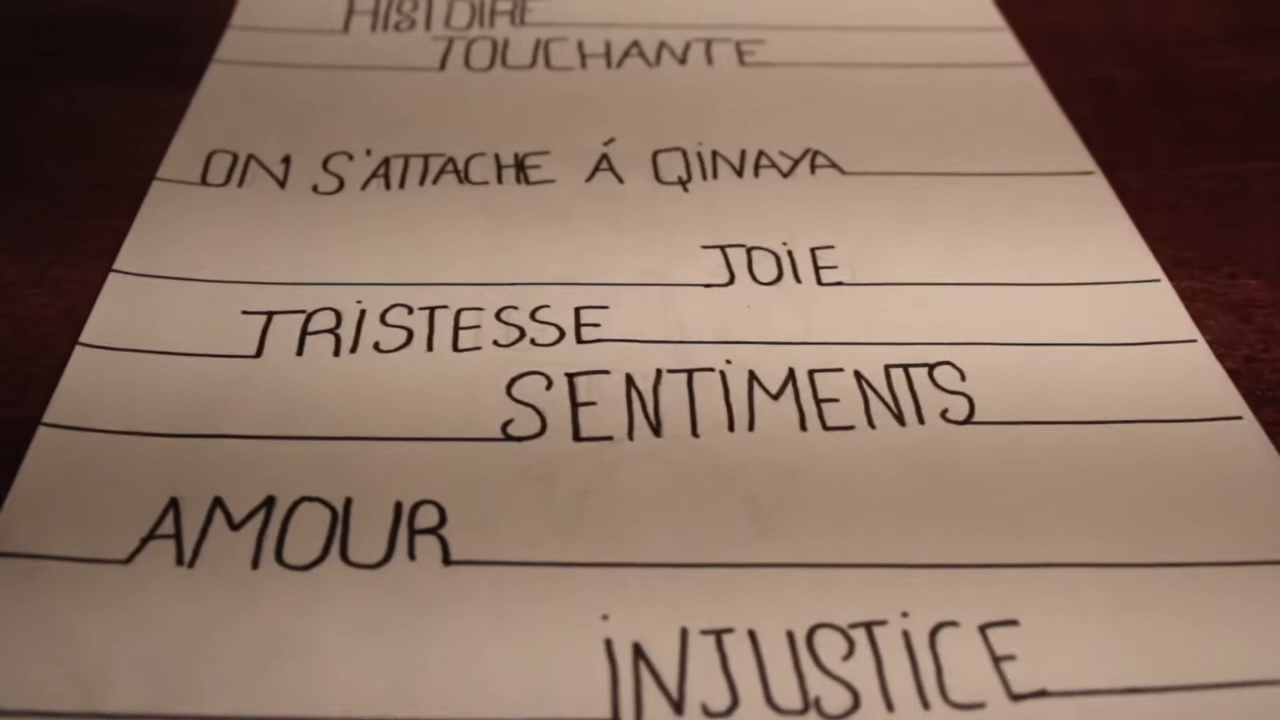 HISTOIRE
TOUCHANTE
ON S'ATTACHE Á QiNAYA
JOiE
TRiSTESSE
SENTiMENTS
AMOUR
iNJUSTiCE